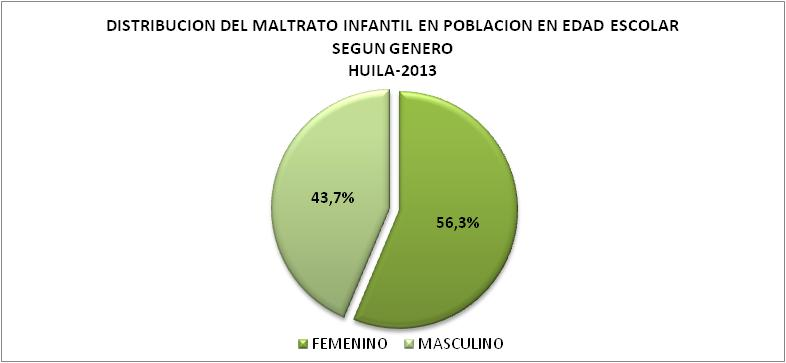 DISTRIBUCION DEL MALTRATO INFANTIL EN POBLACION EN EDAD ESCOLAR
SEGUN GENERO
HUILA-2013
43,7%
56,3%
FEMENINO MASCULINO